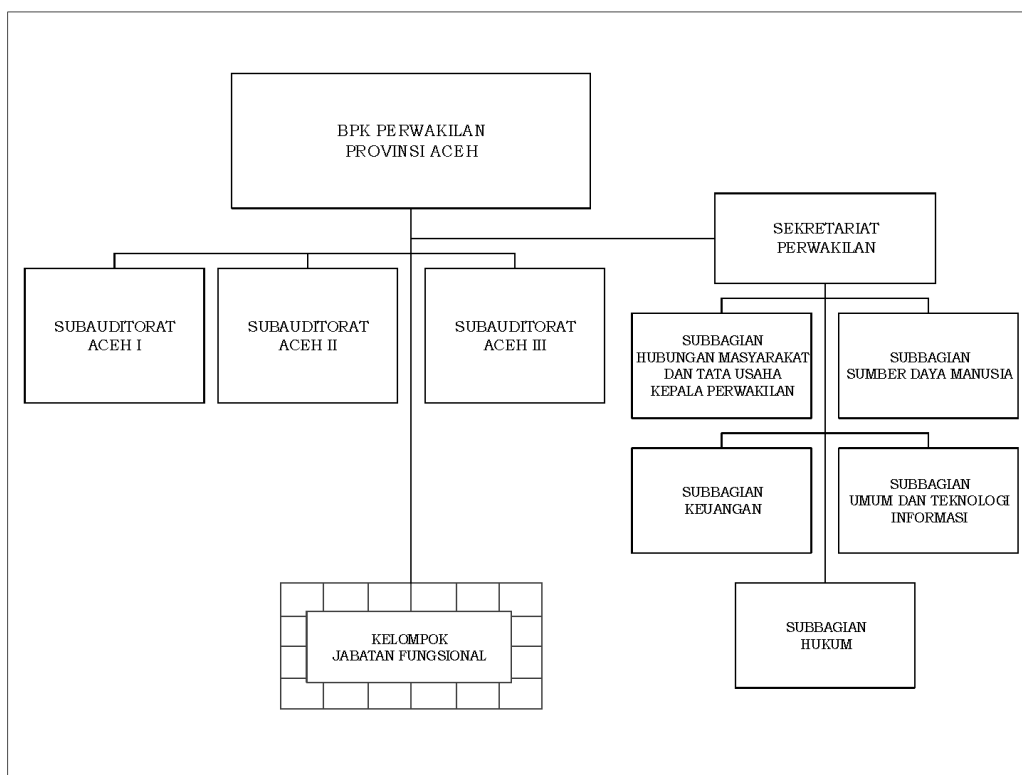 BPK PERWAKILAN
PROVINSI ACEH
SEKRETARIAT
PERWAKILAN
SUBAUDITORAT
ACEH I
SUBAUDITORAT
ACEH II
SUBAUDITORAT
ACEH III
SUBBAGIAN
HUBUNGAN MASYARAKAT
DAN TATA USAHA
KEPALA PERWAKILAN
SUBBAGIAN
SUMBER DAYA MANUSIA
SUBBAGIAN
KEUANGAN
SUBBAGIAN
UMUM DAN TEKNOLOGI
INFORMASI
KELOMPOK
JABATAN FUNGSIONAL
SUBBAGIAN
HUKUM